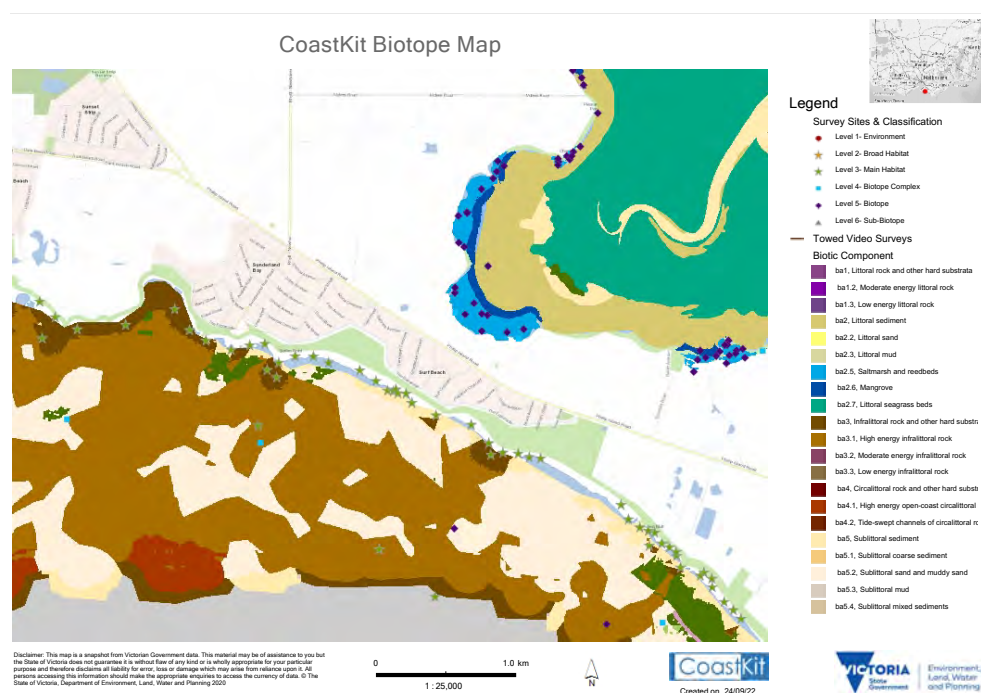 CoastKit Biotope Map
Sunset
Strip
Beach
Sunderland
Bay
Surf Beach
Legend
Survey Sites & Classification
Level 1- Environment
Level 2- Broad Habitat
Level 3- Main Habitat
Level 4- Biotope Complex
Level 5- Biotope
Level 6- Sub-Biotope
Towed Video Surveys
Biotic Component
ba1, Littoral rock and other hard substrata
ba1.2, Moderate energy littoral rock
ba1.3, Low energy littoral rock
ba2, Littoral sediment
ba2.2, Littoral sand
ba2.3, Littoral mud
ba2.5, Saltmarsh and reedbeds
ba2.6, Mangrove
ba2.7, Littoral seagrass beds
ba3, Infralittoral rock and other hard substra
ba3.1, High energy infralittoral rock
ba3.2, Moderate energy infralittoral rock
ba3.3, Low energy infralittoral rock
ba4, Circalittoral rock and other hard substr
ba4.1, High energy open-coast circalittoral
ba4.2, Tide-swept channels of circalittoral ro
ba5, Sublittoral sediment
ba5.1, Sublittoral coarse sediment
ba5.2, Sublittoral sand and muddy sand
ba5.3, Sublittoral mud
ba5.4, Sublittoral mixed sediments
Disclaimer: This map is a snapshot from Victorian Government data. This material may be of assistance to you but
the State of Victoria does not guarantee it is without flaw of any kind or is wholly appropriate for your particular
purpose and therefore disclaims all liability for error, loss or damage which may arise from reliance upon it. All
persons accessing this information should make the appropriate enquiries to access the currency of data. © The
State of Victoria, Department of Environment, Land, Water and Planning 2020
0 1.0 km
1 : 25,000
N
CoastKit
Created on 24/09/22
VICTORIA
State
Government
Environment,
Land, Water
and Planning